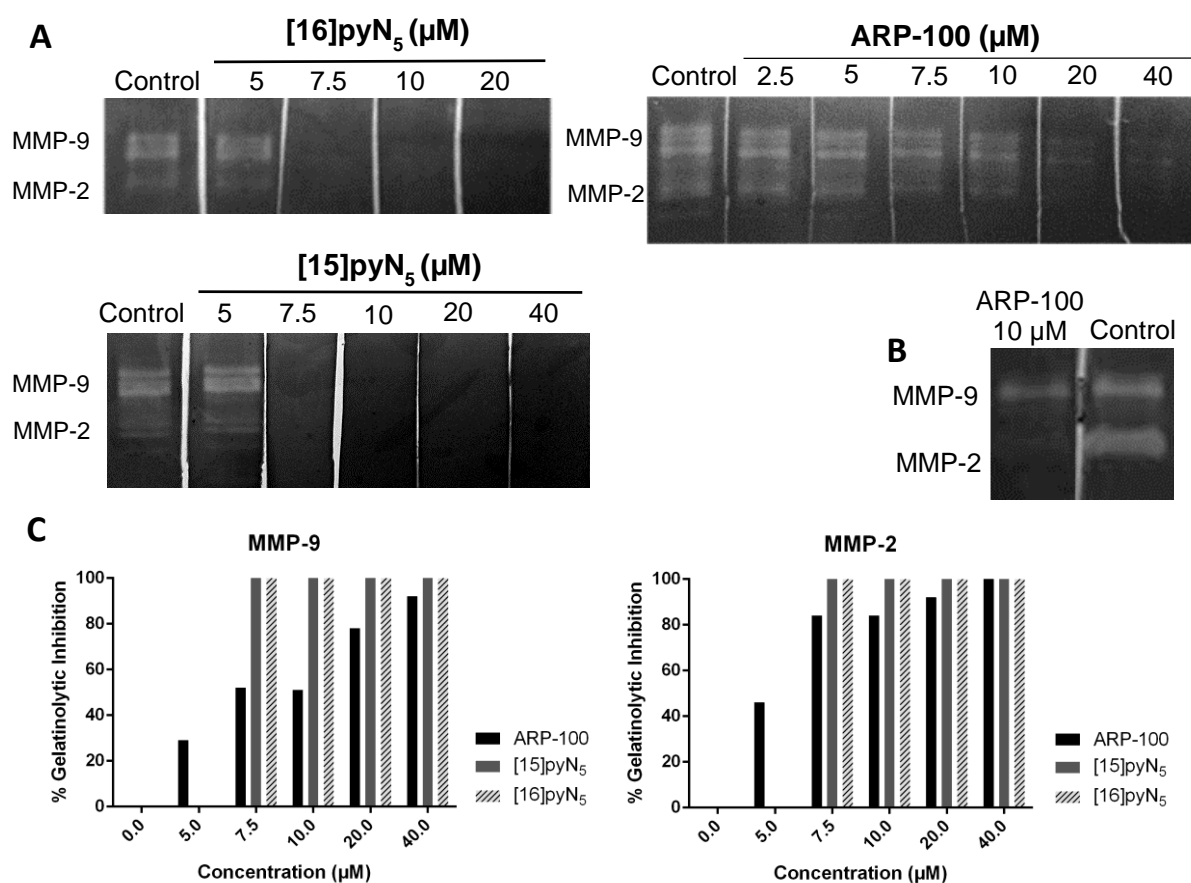 A
[16]pyN5 (µM)
Control 5 7.5 10 20
MMP-9
MMP-2
ARP-100 (µM)
Control 2.5 5 7.5 10 20 40
MMP-9
MMP-2
[15]pyN5 (µM)
Control 5 7.5 10 20 40
MMP-9
MMP-2
B
ARP-100
10 µM Control
MMP-9
MMP-2
C
MMP-9
% Gelatinolytic Inhibition
100
80
60
40
20
0
0.0 5.0 7.5 10.0 20.0 40.0
Concentration (µM)
ARP-100
[15]pyN5
[16]pyN5
MMP-2
% Gelatinolytic Inhibition
100
80
60
40
20
0
0.0 5.0 7.5 10.0 20.0 40.0
Concentration (µM)
ARP-100
[15]pyN5
[16]pyN5